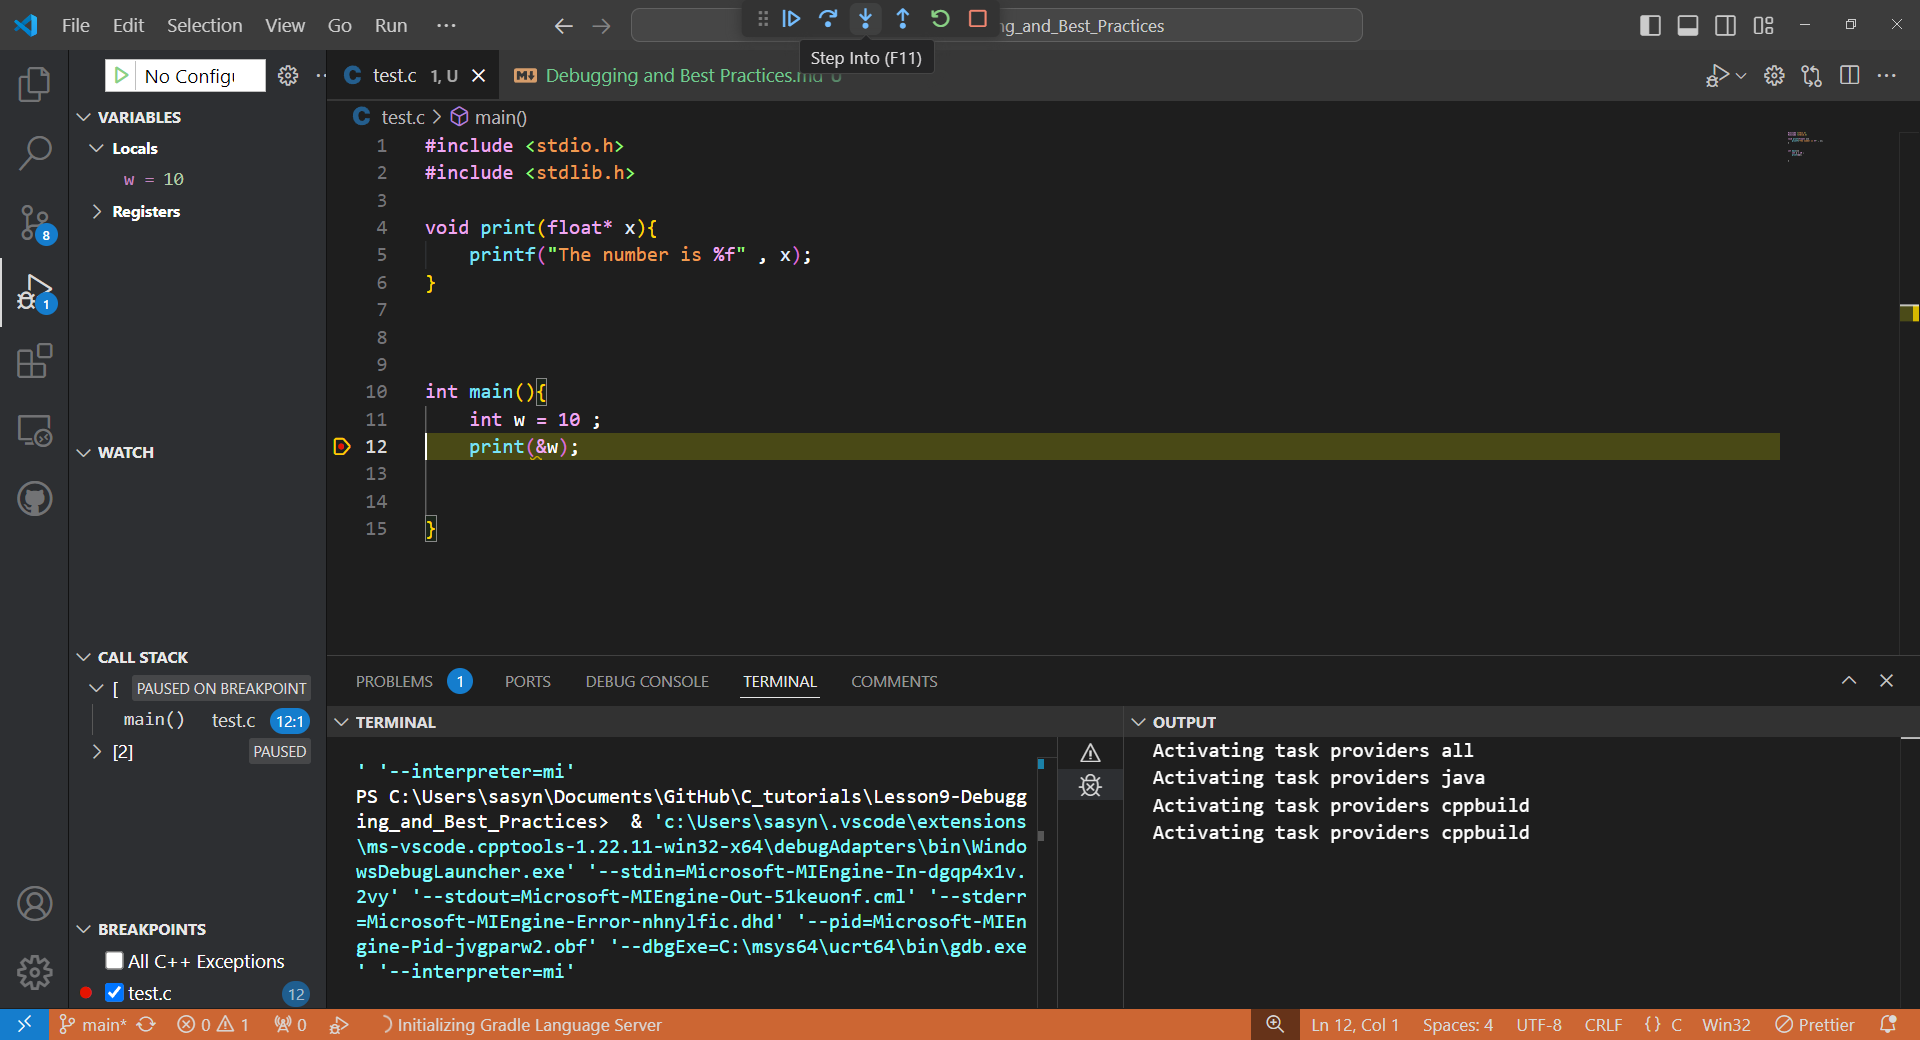 File Edit Selection View Go Run ··· ng_and_Best_Practices
Step Into (F11)
No Config
test.c 1, U
Debugging and Best Practices.md U
test.c > main()
VARIABLES
Locals
w = 10
Registers
WATCH
CALL STACK
[ PAUSED ON BREAKPOINT
main() test.c 12:1
[2] PAUSED
BREAKPOINTS
All C++ Exceptions
test.c 12
8
1
1 #include <stdio.h>
2 #include <stdlib.h>
3
4 void print(float* x){
5 printf("The number is %f" , x);
6 }
7
8
9
10 int main(){
11 int w = 10 ;
12 print(&w);
13
14
15 }
PROBLEMS 1 PORTS DEBUG CONSOLE TERMINAL COMMENTS
TERMINAL
' '--interpreter=mi'
PS C:\Users\sasyn\Documents\GitHub\C_tutorials\Lesson9-Debugg
ing_and_Best_Practices> & 'c:\Users\sasyn\.vscode\extensions
\ms-vscode.cpptools-1.22.11-win32-x64\debugAdapters\bin\Windo
wsDebugLauncher.exe' '--stdin=Microsoft-MIEngine-In-dgqp4x1v.
2vy' '--stdout=Microsoft-MIEngine-Out-51keuonf.cml' '--stderr
=Microsoft-MIEngine-Error-nhnylfic.dhd' '--pid=Microsoft-MIEn
gine-Pid-jvgparw2.obf' '--dbgExe=C:\msys64\ucrt64\bin\gdb.exe
' '--interpreter=mi'
OUTPUT
Activating task providers all
Activating task providers java
Activating task providers cppbuild
Activating task providers cppbuild
main* 0 1 0 Initializing Gradle Language Server Ln 12, Col 1 Spaces: 4 UTF-8 CRLF {} C Win32 Prettier